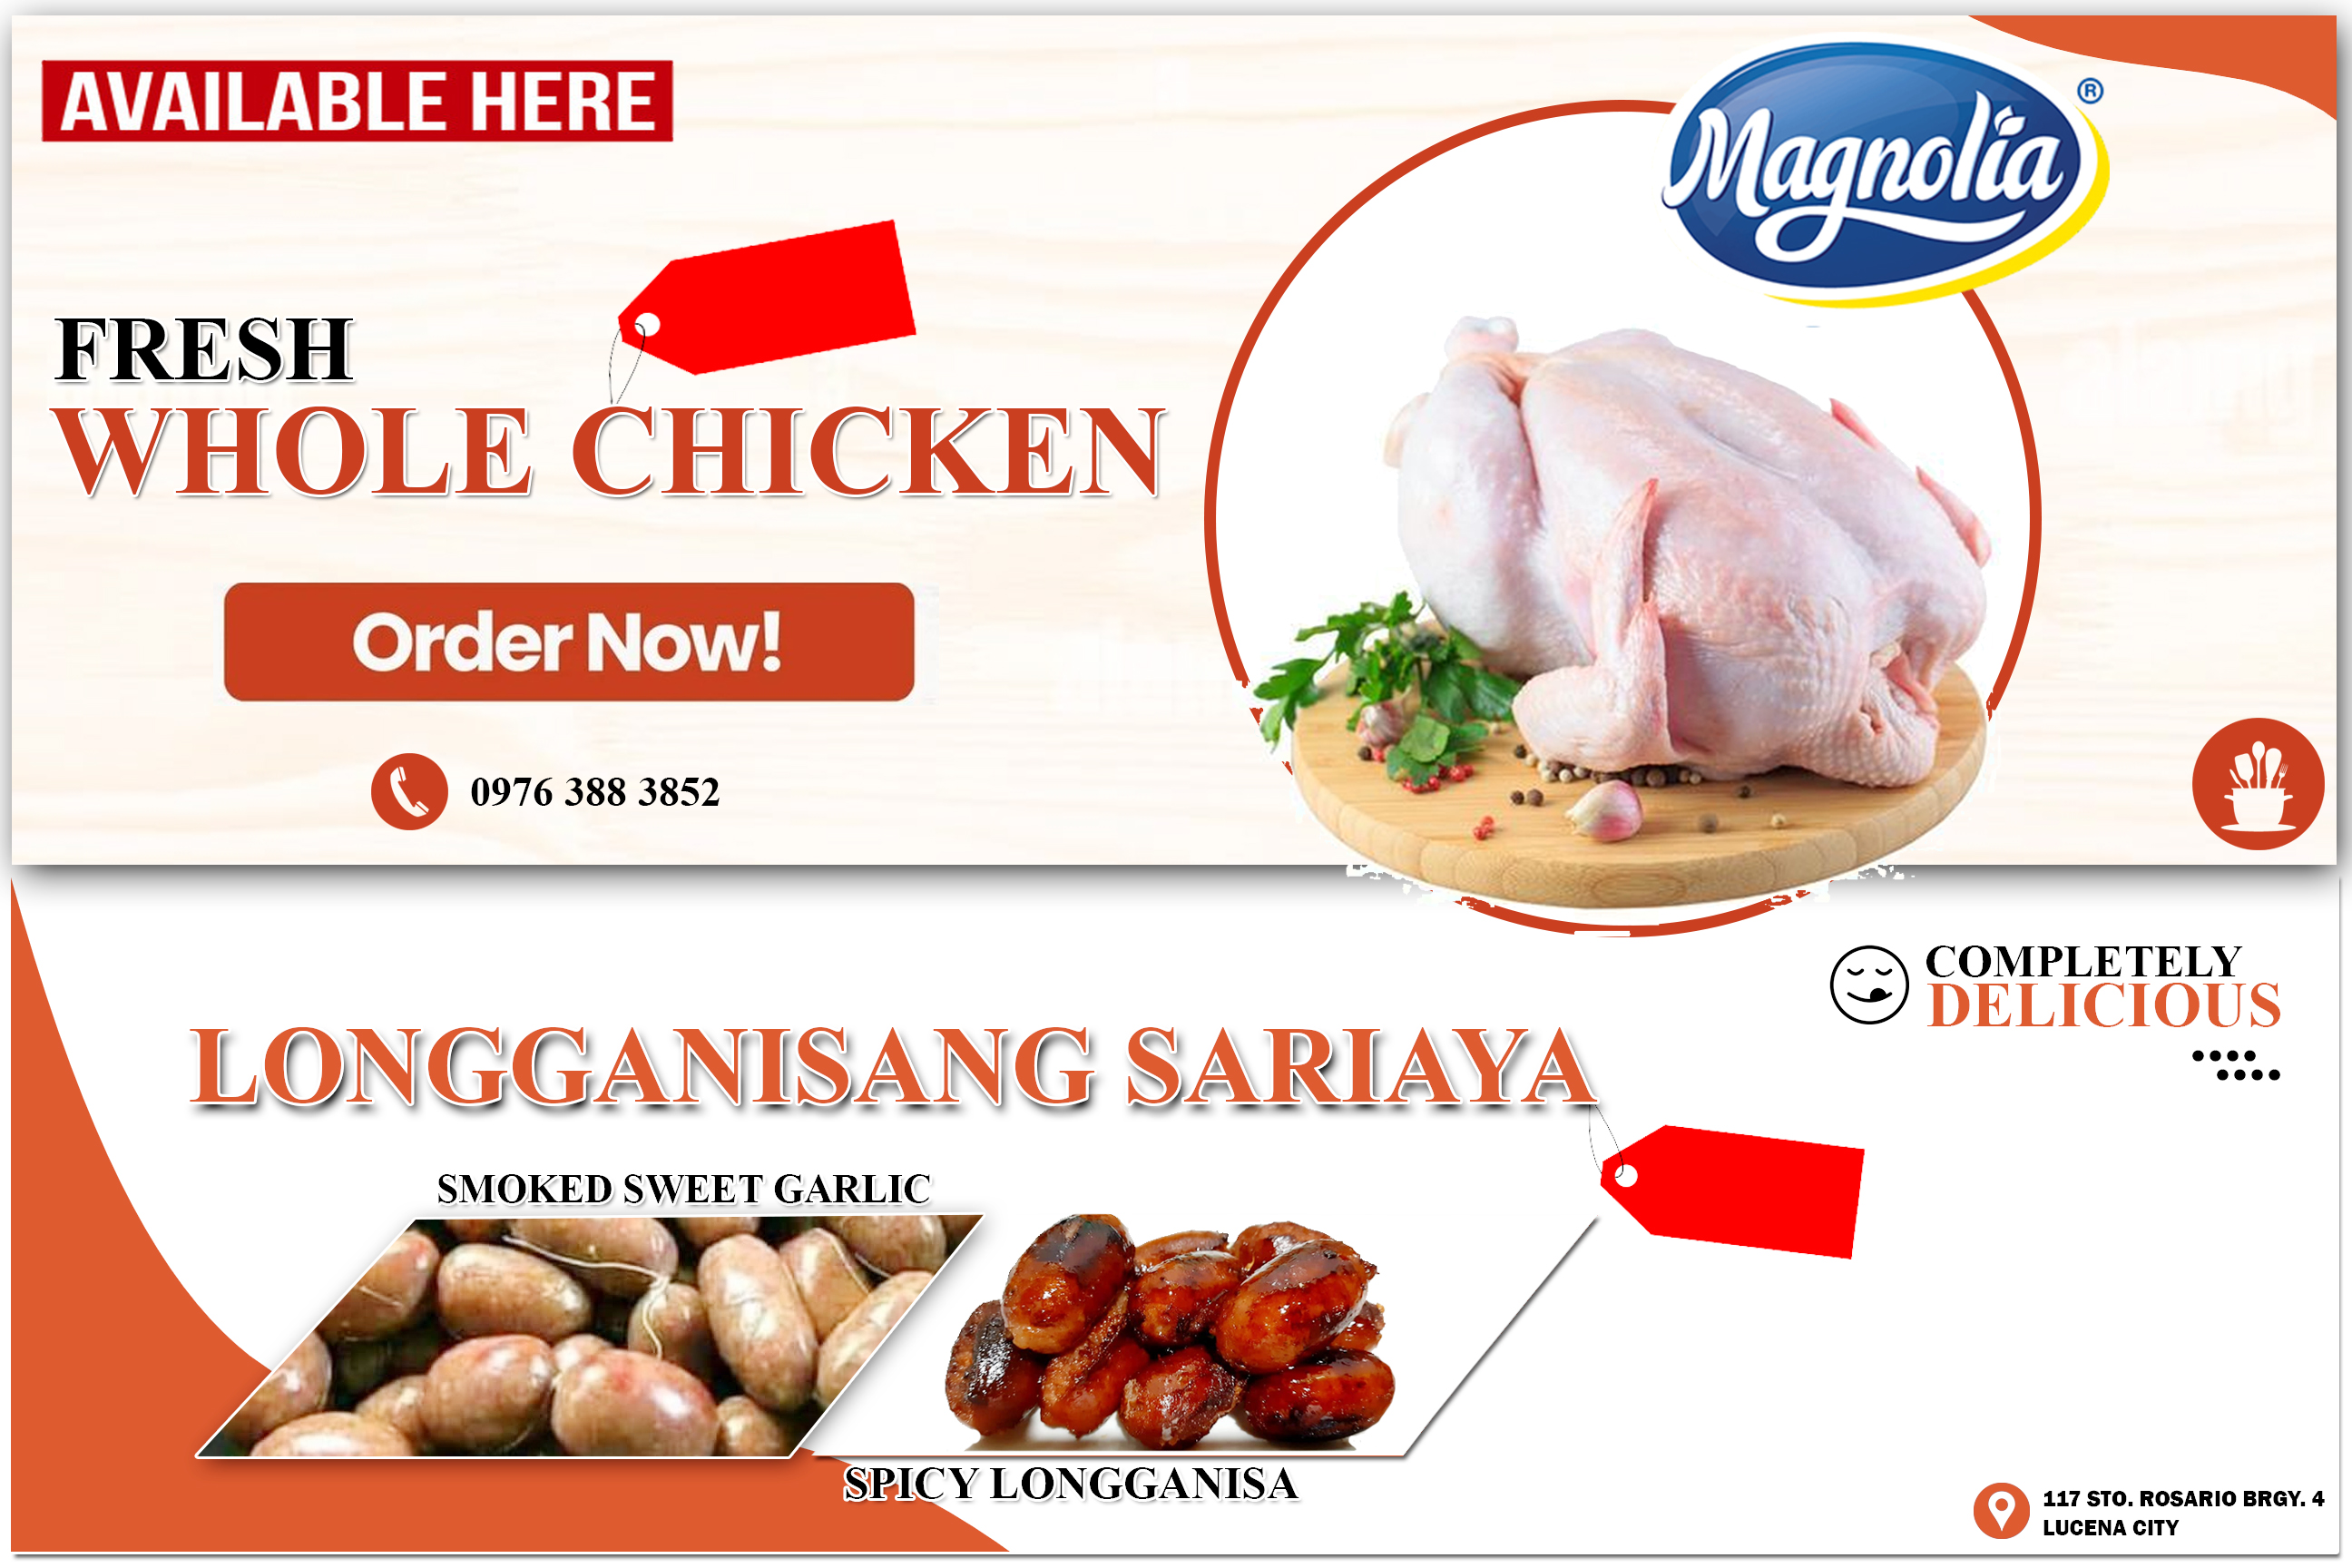 AVAILABLE HERE
Magnolia ®
FRESH
WHOLE CHICKEN
Order Now!
0976 388 3852
COMPLETELY
DELICIOUS
LONGGANISANG SARIAYA
SMOKED SWEET GARLIC
SPICY LONGGANISA
117 STO. ROSARIO BRGY. 4
LUCENA CITY